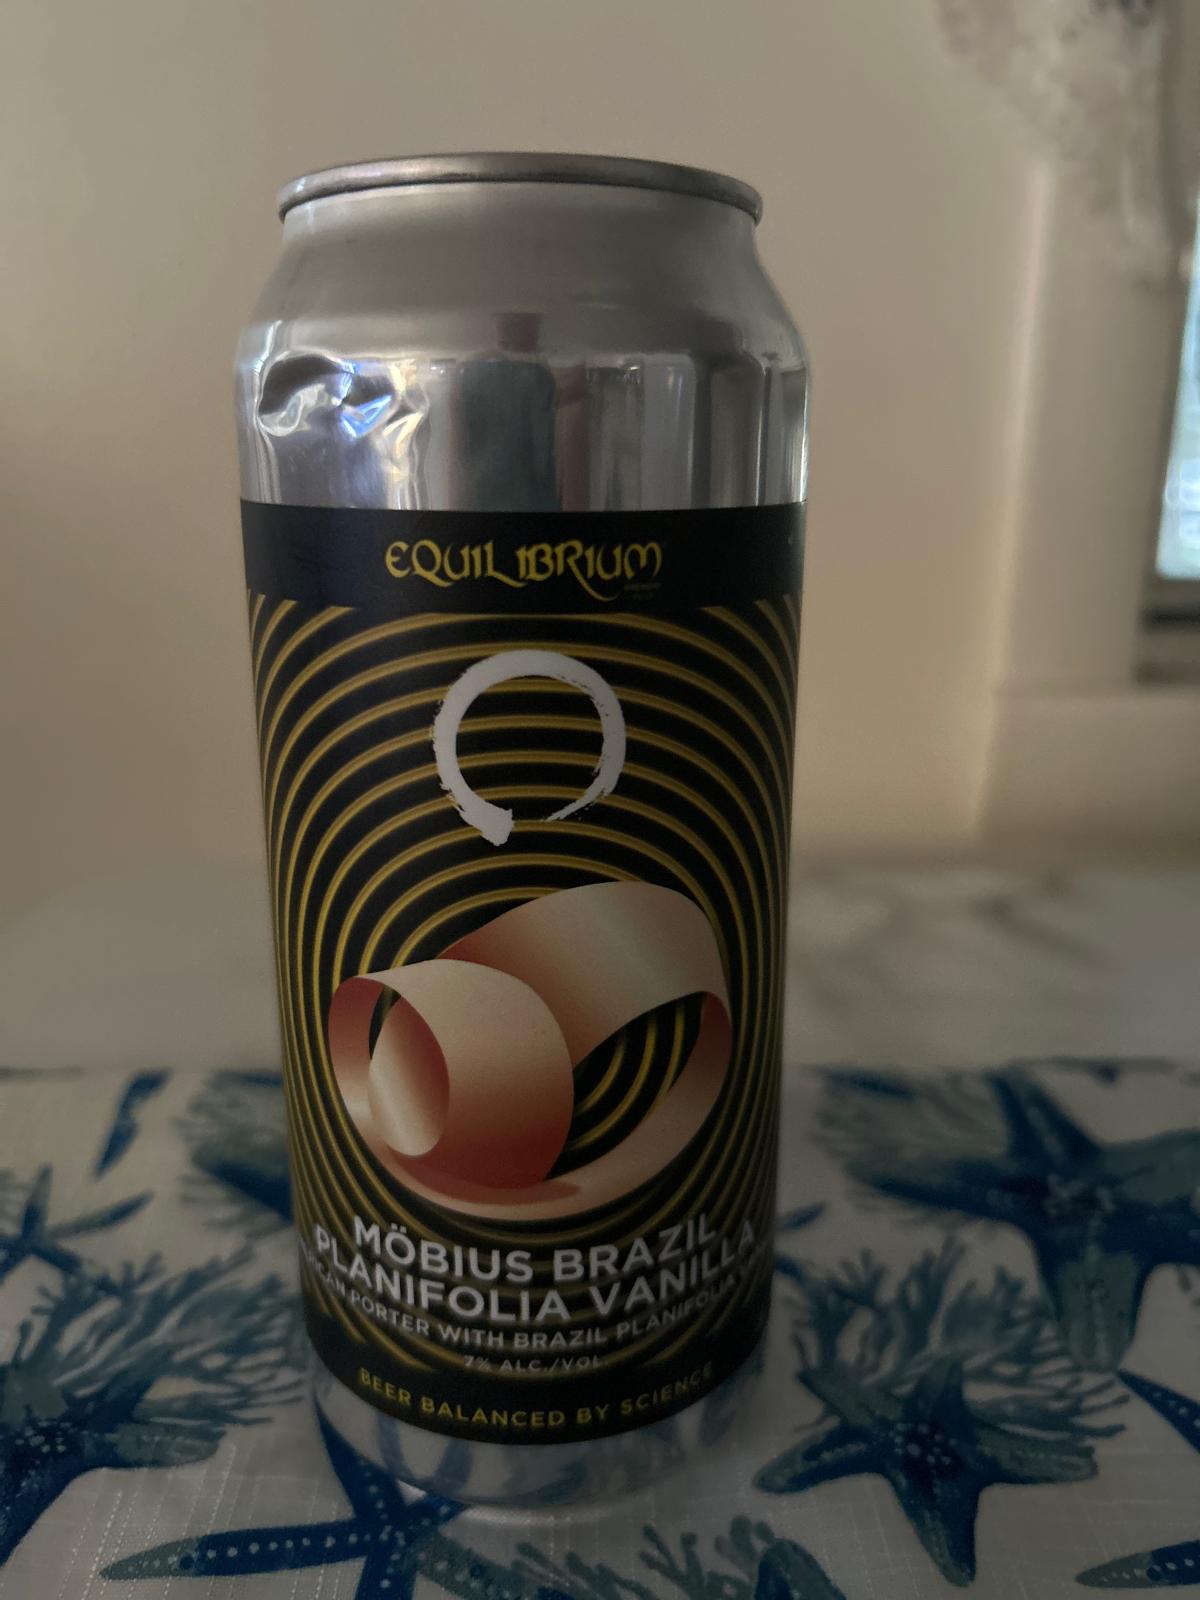 EQUILIBRIUM
MÖBIUS BRAZIL
PLANIFOLIA VANILLA
PORTER WITH BRAZIL PLANIFOLIA
7% ALC./VOL.
BEER BALANCED BY SCIENCE